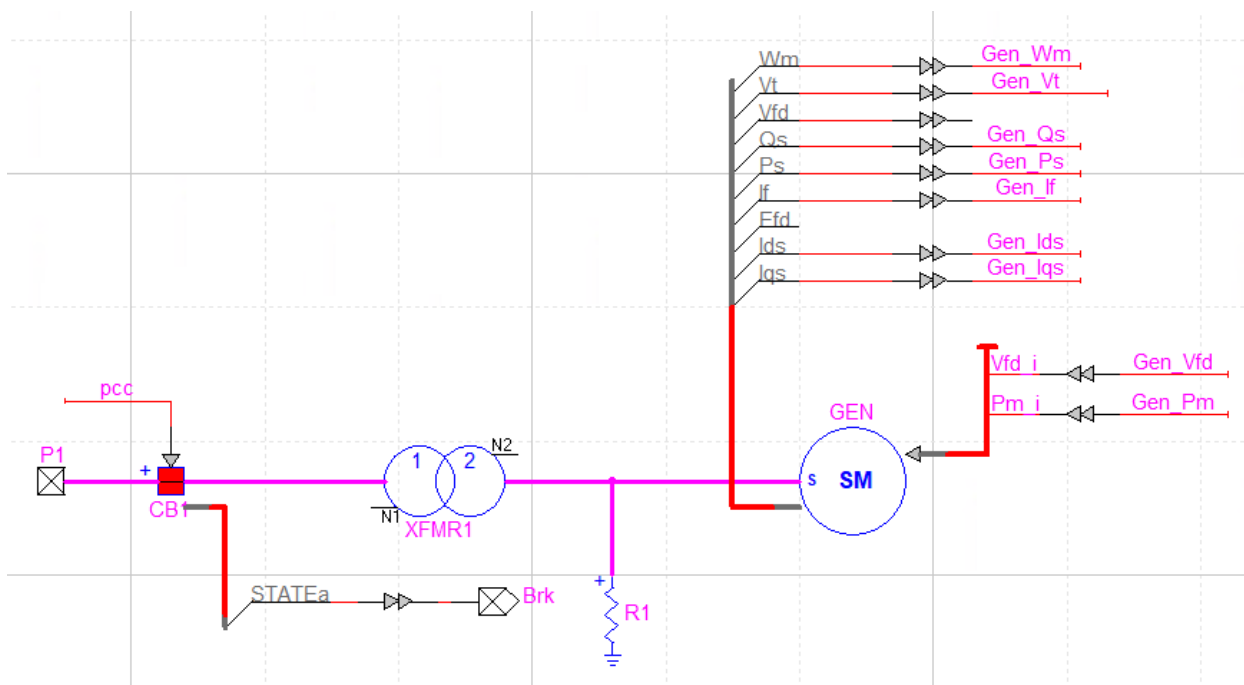 Wm Gen_Wm
Vt Gen_Vt
Vfd
Qs Gen_Qs
Ps Gen_Ps
If Gen_If
Efd
Ids Gen_Ids
Iqs Gen_Iqs
Vfd_i Gen_Vfd
pcc
Pm_i Gen_Pm
GEN
P1
+
1 2 N2
S SM
CB1
N1
XFMR1
STATEa Brk
+
R1